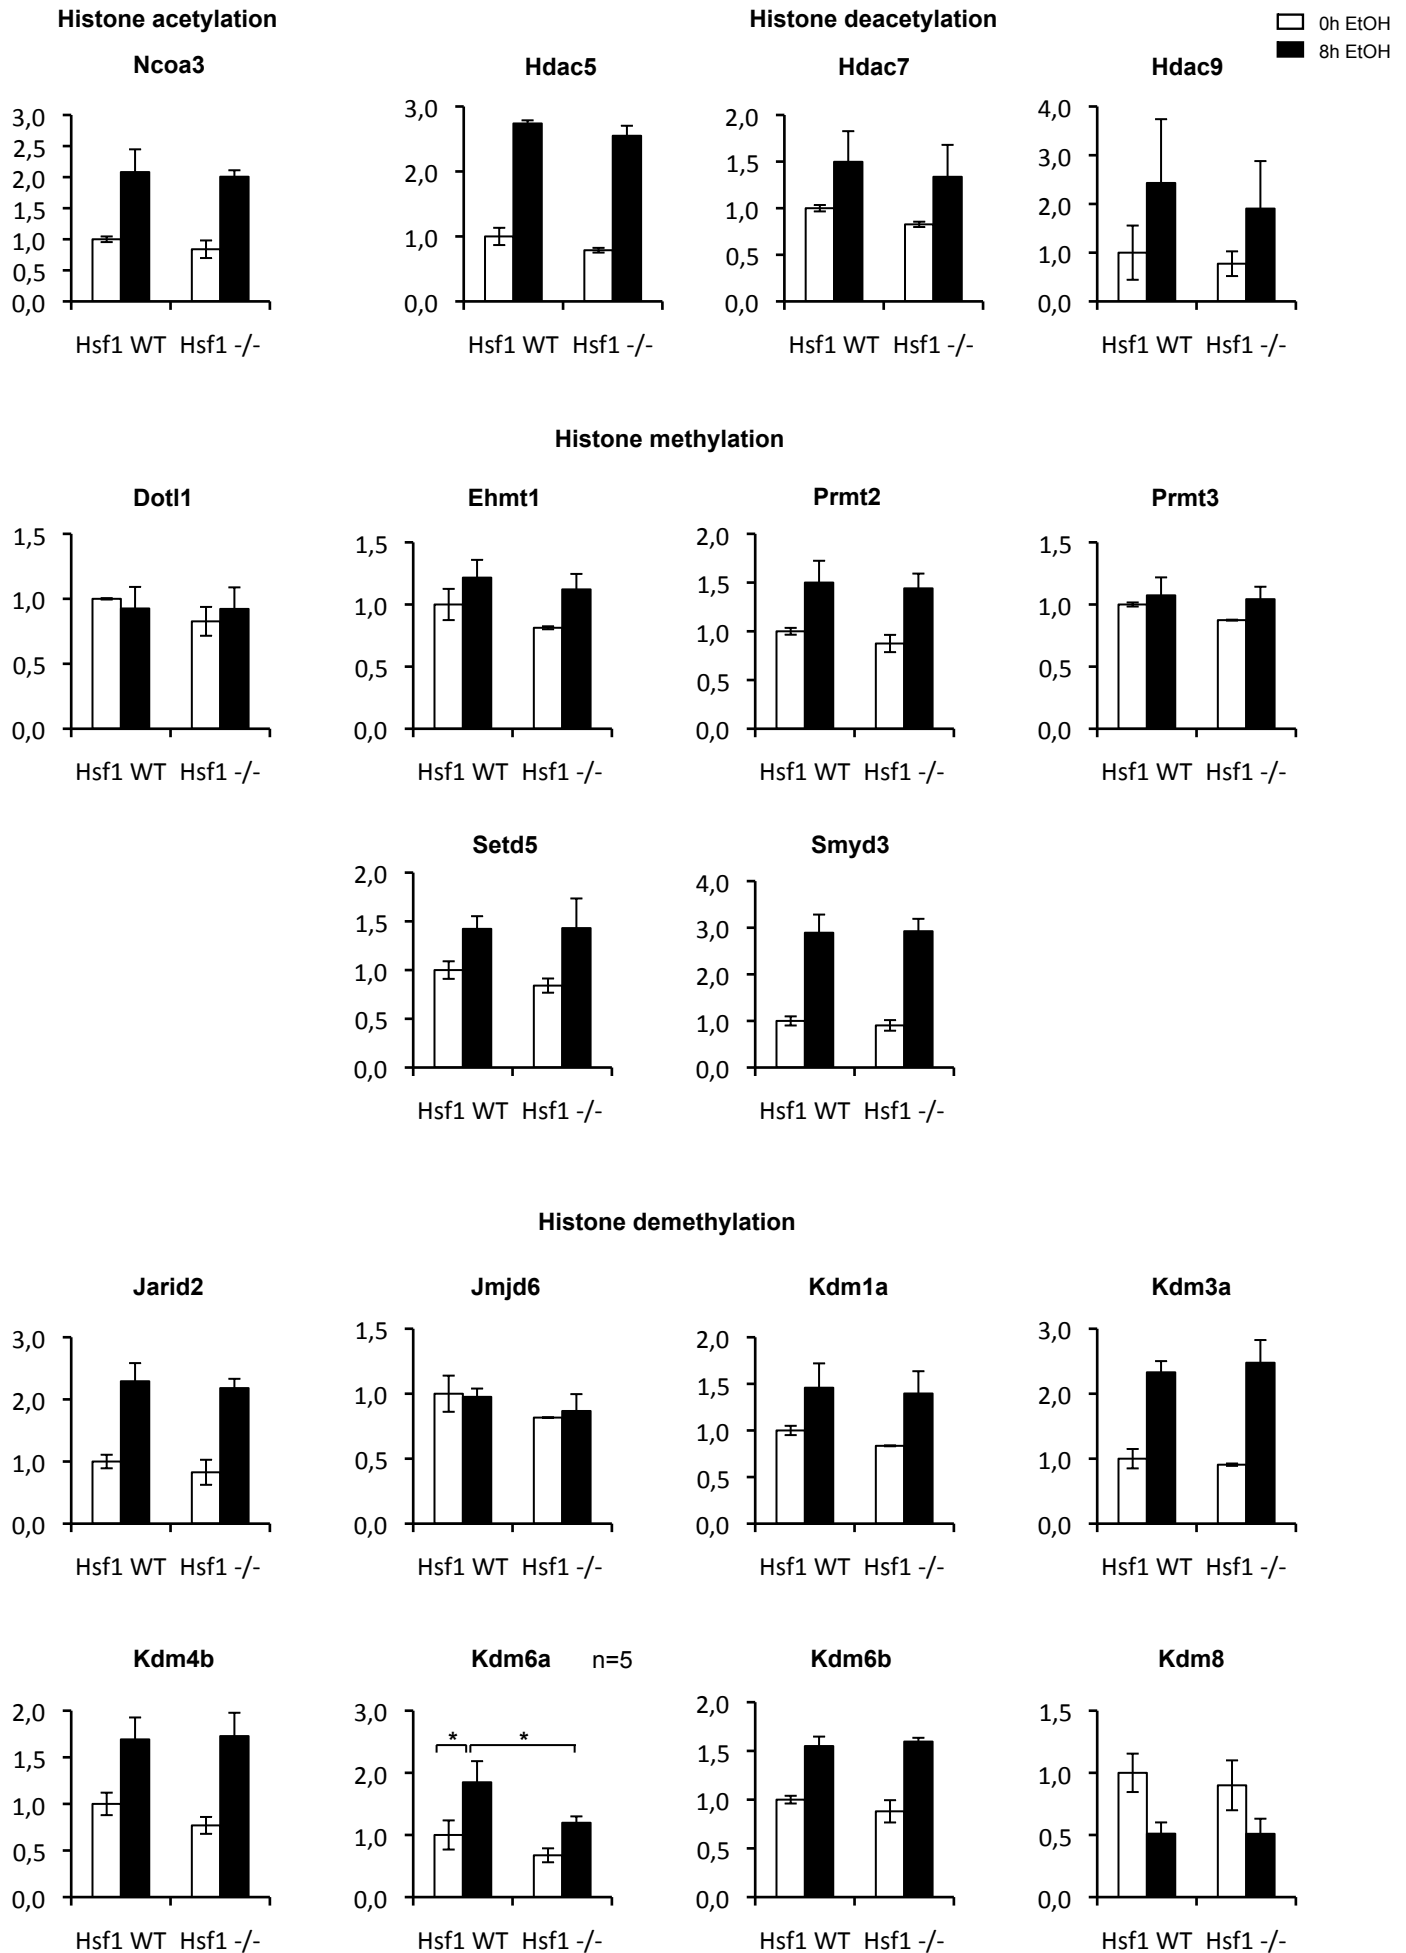 Histone acetylation
Histone deacetylation
0h EtOH
8h EtOH
Ncoa3
3,0
2,5
2,0
1,5
1,0
0,5
0,0
Hsf1 WT Hsf1 -/-
Hdac5
3,0
2,0
1,0
0,0
Hsf1 WT Hsf1 -/-
Hdac7
2,0
1,5
1,0
0,5
0,0
Hsf1 WT Hsf1 -/-
Hdac9
4,0
3,0
2,0
1,0
0,0
Hsf1 WT Hsf1 -/-
Histone methylation
Dotl1
1,5
1,0
0,5
0,0
Hsf1 WT Hsf1 -/-
Ehmt1
1,5
1,0
0,5
0,0
Hsf1 WT Hsf1 -/-
Prmt2
2,0
1,5
1,0
0,5
0,0
Hsf1 WT Hsf1 -/-
Prmt3
1,5
1,0
0,5
0,0
Hsf1 WT Hsf1 -/-
Setd5
2,0
1,5
1,0
0,5
0,0
Hsf1 WT Hsf1 -/-
Smyd3
4,0
3,0
2,0
1,0
0,0
Hsf1 WT Hsf1 -/-
Histone demethylation
Jarid2
3,0
2,0
1,0
0,0
Hsf1 WT Hsf1 -/-
Jmjd6
1,5
1,0
0,5
0,0
Hsf1 WT Hsf1 -/-
Kdm1a
2,0
1,5
1,0
0,5
0,0
Hsf1 WT Hsf1 -/-
Kdm3a
3,0
2,0
1,0
0,0
Hsf1 WT Hsf1 -/-
Kdm4b
2,0
1,5
1,0
0,5
0,0
Hsf1 WT Hsf1 -/-
Kdm6a n=5
3,0
* *
2,0
1,0
0,0
Hsf1 WT Hsf1 -/-
Kdm6b
2,0
1,5
1,0
0,5
0,0
Hsf1 WT Hsf1 -/-
Kdm8
1,5
1,0
0,5
0,0
Hsf1 WT Hsf1 -/-